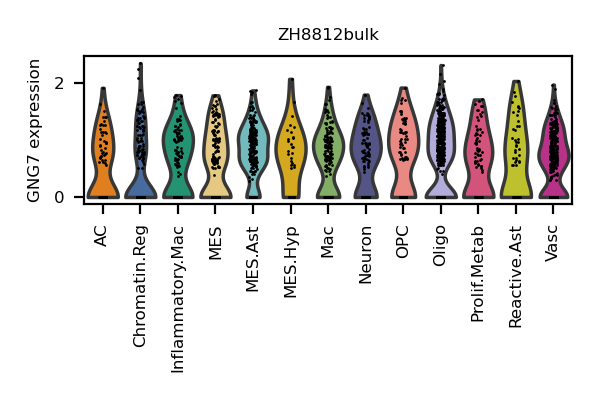 ZH8812bulk
GNG7 expression
2
0
AC
Chromatin.Reg
Inflammatory.Mac
MES
MES.Ast
MES.Hyp
Mac
Neuron
OPC
Oligo
Prolif.Metab
Reactive.Ast
Vasc